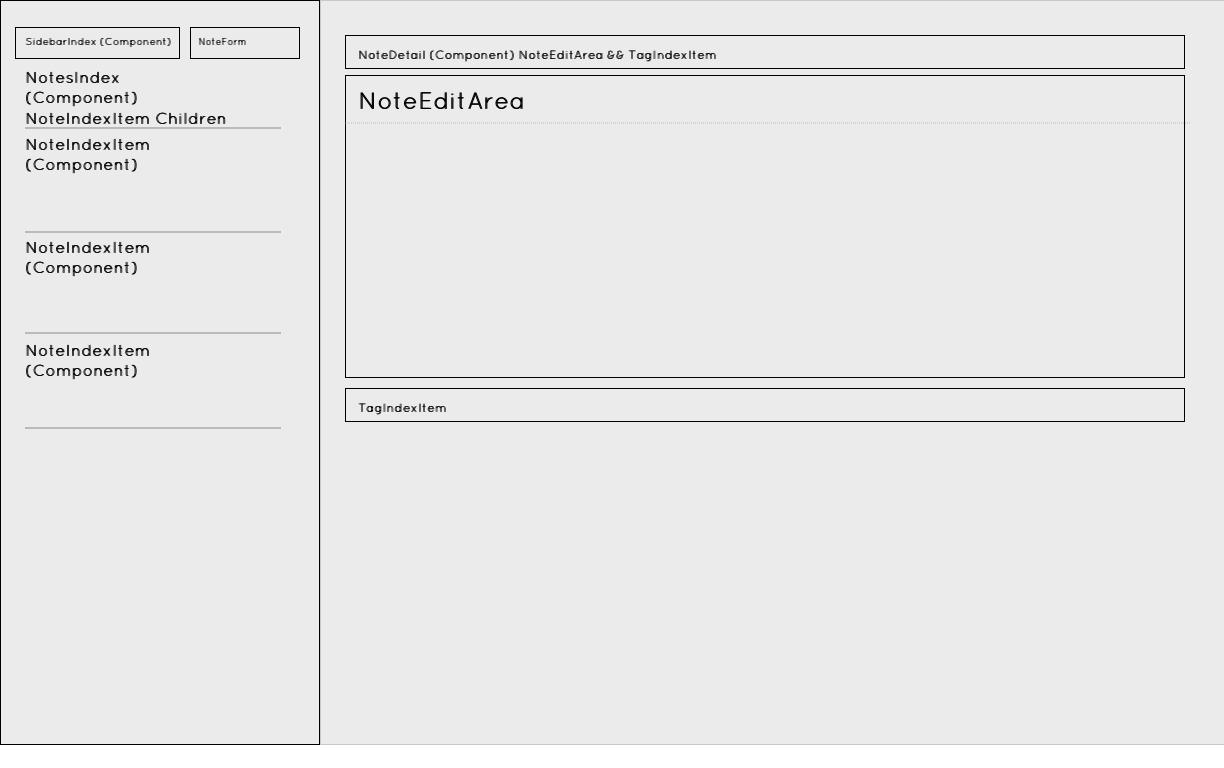 SidebarIndex (Component)
NoteForm
NotesIndex
(Component)
NoteIndexItem Children
NoteIndexItem
(Component)
NoteIndexItem
(Component)
NoteIndexItem
(Component)
NoteDetail (Component) NoteEditArea && TagIndexItem
NoteEditArea
TagIndexItem